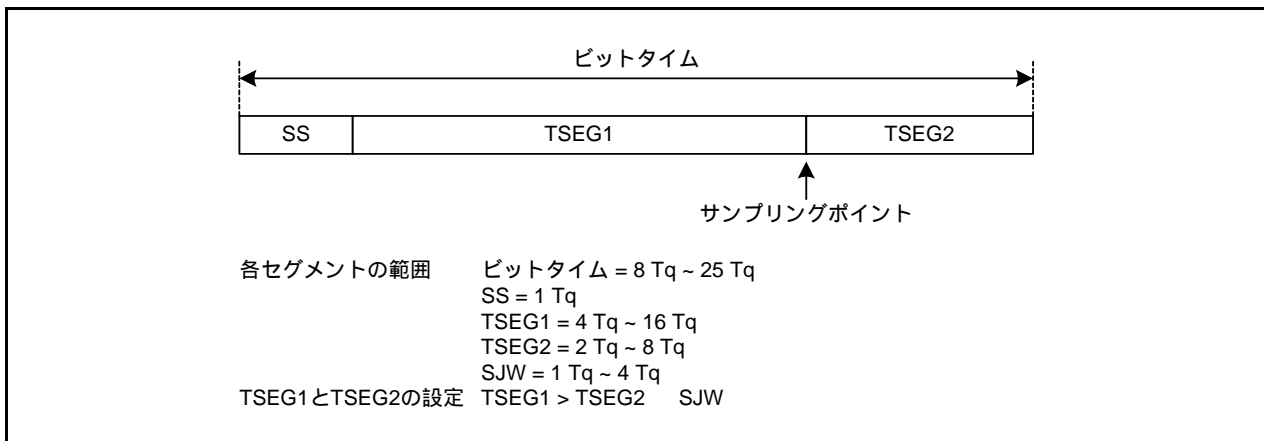 ビットタイム
SS TSEG1 TSEG2
サンプリングポイント
各セグメントの範囲 ビットタイム = 8 Tq ~ 25 Tq
SS = 1 Tq
TSEG1 = 4 Tq ~ 16 Tq
TSEG2 = 2 Tq ~ 8 Tq
SJW = 1 Tq ~ 4 Tq
TSEG1とTSEG2の設定 TSEG1 > TSEG2 SJW